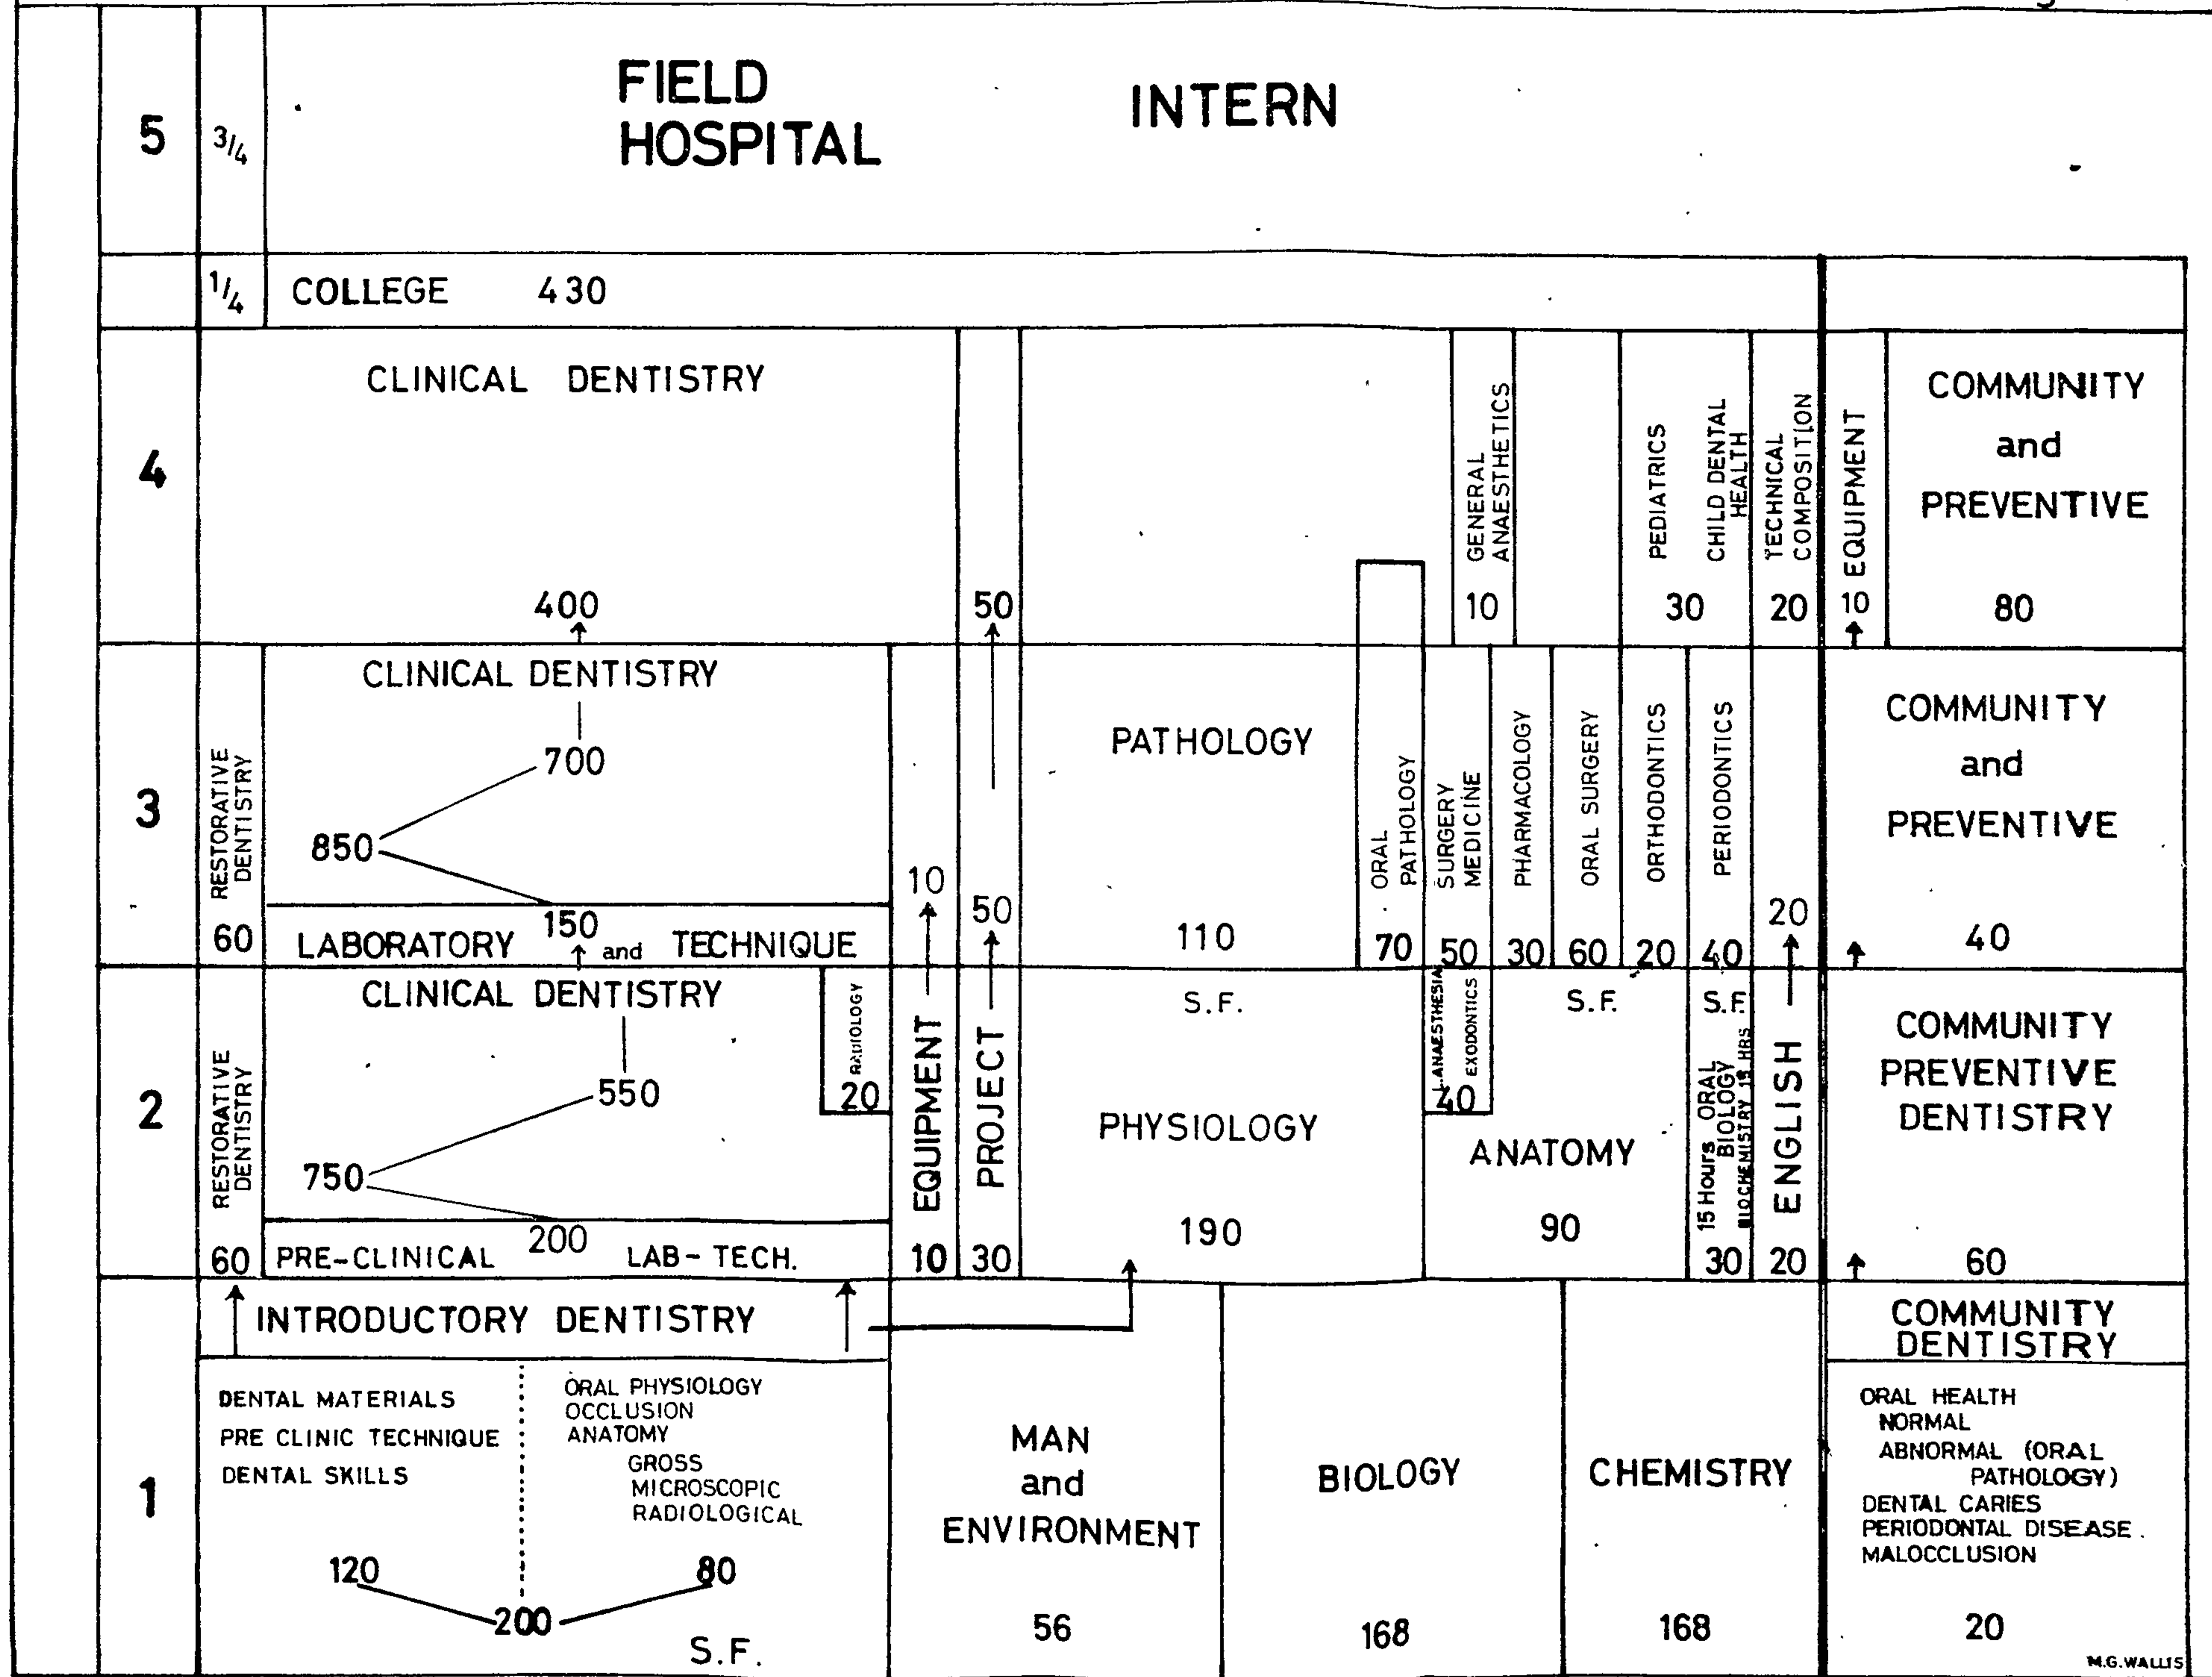 5
3/4
FIELD
HOSPITAL
INTERN
1/4
COLLEGE 430
4
CLINICAL DENTISTRY
400
50
GENERAL
ANAESTHETICS
10
PEDIATRICS
CHILD DENTAL
HEALTH
30
TECHNICAL
COMPOSITION
20
EQUIPMENT
10
COMMUNITY
and
PREVENTIVE
80
3
RESTORATIVE
DENTISTRY
60
CLINICAL DENTISTRY
700
850
150
LABORATORY and TECHNIQUE
10
50
PATHOLOGY
110
ORAL
PATHOLOGY
70
SURGERY
MEDICINE
50
PHARMACOLOGY
30
ORAL SURGERY
60
ORTHODONTICS
20
PERIODONTICS
40
20
COMMUNITY
and
PREVENTIVE
40
2
RESTORATIVE
DENTISTRY
60
CLINICAL DENTISTRY
550
750
200
PRE-CLINICAL LAB-TECH.
RADIOLOGY
20
EQUIPMENT
10
PROJECT
30
S.F.
PHYSIOLOGY
190
L.ANAESTHESIA
EXODONTICS
40
S.F.
ANATOMY
90
S.F.
15 Hours ORAL
BIOLOGY
BIOCHEMISTRY 15 HRS
30
ENGLISH
20
COMMUNITY
PREVENTIVE
DENTISTRY
60
1
INTRODUCTORY DENTISTRY
DENTAL MATERIALS
PRE CLINIC TECHNIQUE
DENTAL SKILLS
120
ORAL PHYSIOLOGY
OCCLUSION
ANATOMY
GROSS
MICROSCOPIC
RADIOLOGICAL
80
200
S.F.
MAN
and
ENVIRONMENT
56
BIOLOGY
168
CHEMISTRY
168
COMMUNITY
DENTISTRY
ORAL HEALTH
NORMAL
ABNORMAL (ORAL
PATHOLOGY)
DENTAL CARIES
PERIODONTAL DISEASE.
MALOCCLUSION
20
M.G.WALLIS